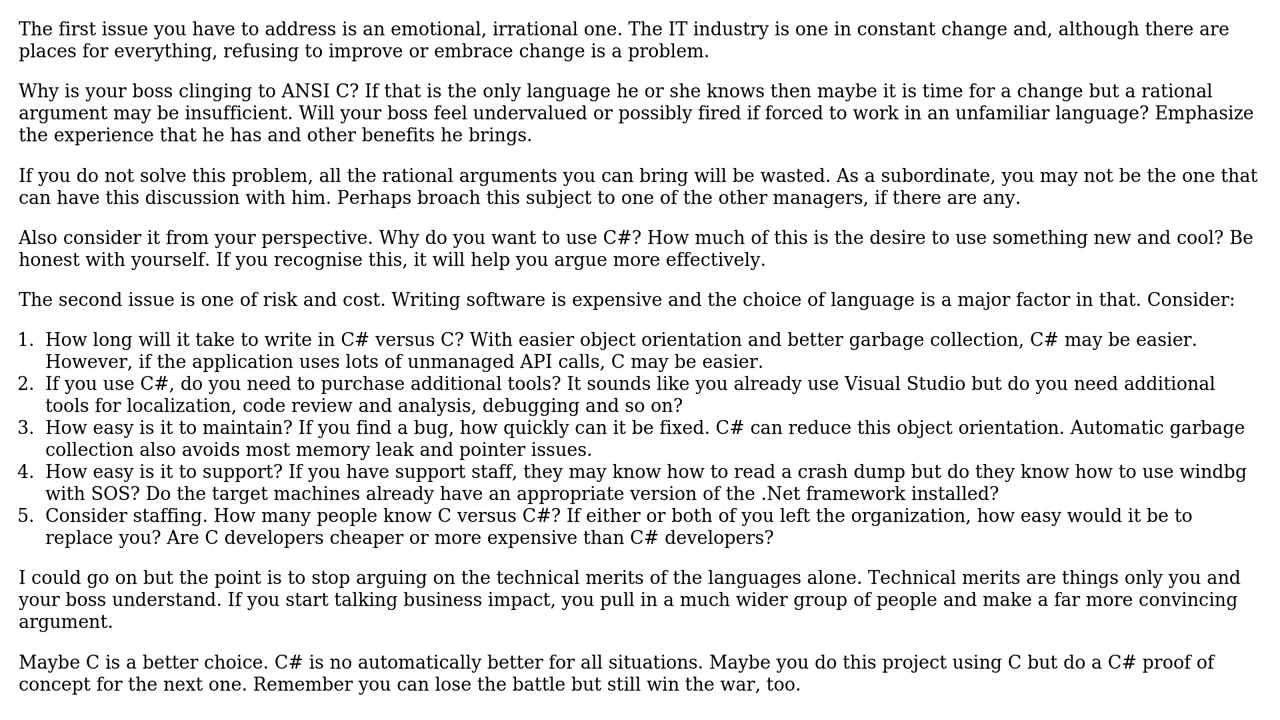 The first issue you have to address is an emotional, irrational one. The IT industry is one in constant change and, although there are
places for everything, refusing to improve or embrace change is a problem.
Why is your boss clinging to ANSI C? If that is the only language he or she knows then maybe it is time for a change but a rational
argument may be insufficient. Will your boss feel undervalued or possibly fired if forced to work in an unfamiliar language? Emphasize
the experience that he has and other benefits he brings.
If you do not solve this problem, all the rational arguments you can bring will be wasted. As a subordinate, you may not be the one that
can have this discussion with him. Perhaps broach this subject to one of the other managers, if there are any.
Also consider it from your perspective. Why do you want to use C#? How much of this is the desire to use something new and cool? Be
honest with yourself. If you recognise this, it will help you argue more effectively.
The second issue is one of risk and cost. Writing software is expensive and the choice of language is a major factor in that. Consider:
1. How long will it take to write in C# versus C? With easier object orientation and better garbage collection, C# may be easier.
However, if the application uses lots of unmanaged API calls, C may be easier.
2. If you use C#, do you need to purchase additional tools? It sounds like you already use Visual Studio but do you need additional
tools for localization, code review and analysis, debugging and so on?
3. How easy is it to maintain? If you find a bug, how quickly can it be fixed. C# can reduce this object orientation. Automatic garbage
collection also avoids most memory leak and pointer issues.
4. How easy is it to support? If you have support staff, they may know how to read a crash dump but do they know how to use windbg
with SOS? Do the target machines already have an appropriate version of the .Net framework installed?
5. Consider staffing. How many people know C versus C#? If either or both of you left the organization, how easy would it be to
replace you? Are C developers cheaper or more expensive than C# developers?
I could go on but the point is to stop arguing on the technical merits of the languages alone. Technical merits are things only you and
your boss understand. If you start talking business impact, you pull in a much wider group of people and make a far more convincing
argument.
Maybe C is a better choice. C# is no automatically better for all situations. Maybe you do this project using C but do a C# proof of
concept for the next one. Remember you can lose the battle but still win the war, too.